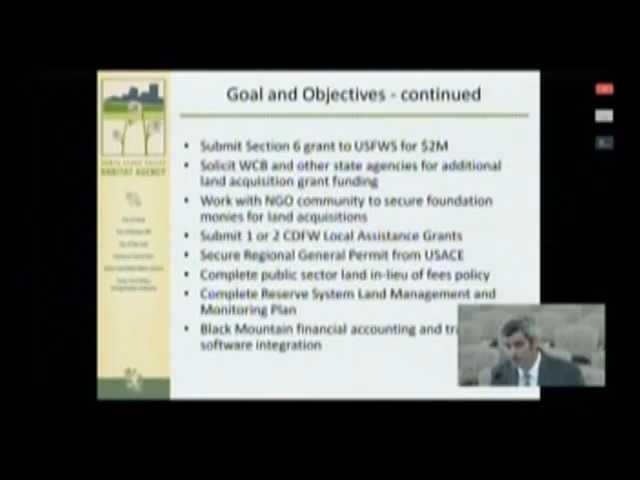 Goal and Objectives - continued
• Submit Section 6 grant to USFWS for $2M
• Solicit WCB and other state agencies for additional
land acquisition grant funding
• Work with NGO community to secure foundation
monies for land acquisitions
• Submit 1 or 2 CDFW Local Assistance Grants
• Secure Regional General Permit from USACE
• Complete public sector land in-lieu of fees policy
• Complete Reserve System Land Management and
Monitoring Plan
• Black Mountain financial accounting and
software integration
HABITAT AGENCY